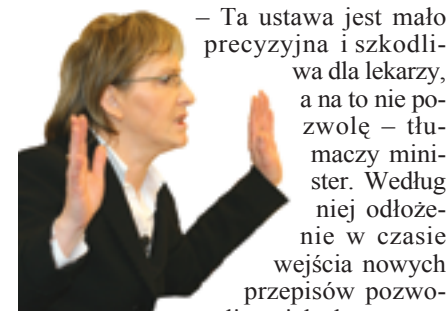 – Ta ustawa jest mało
precyzyjna i szkodli-
wa dla lekarzy,
a na to nie po-
zwolę – tłu-
maczy mini-
ster. Według
niej odłoże-
nie w czasie
wejścia nowych
przepisów pozwo-